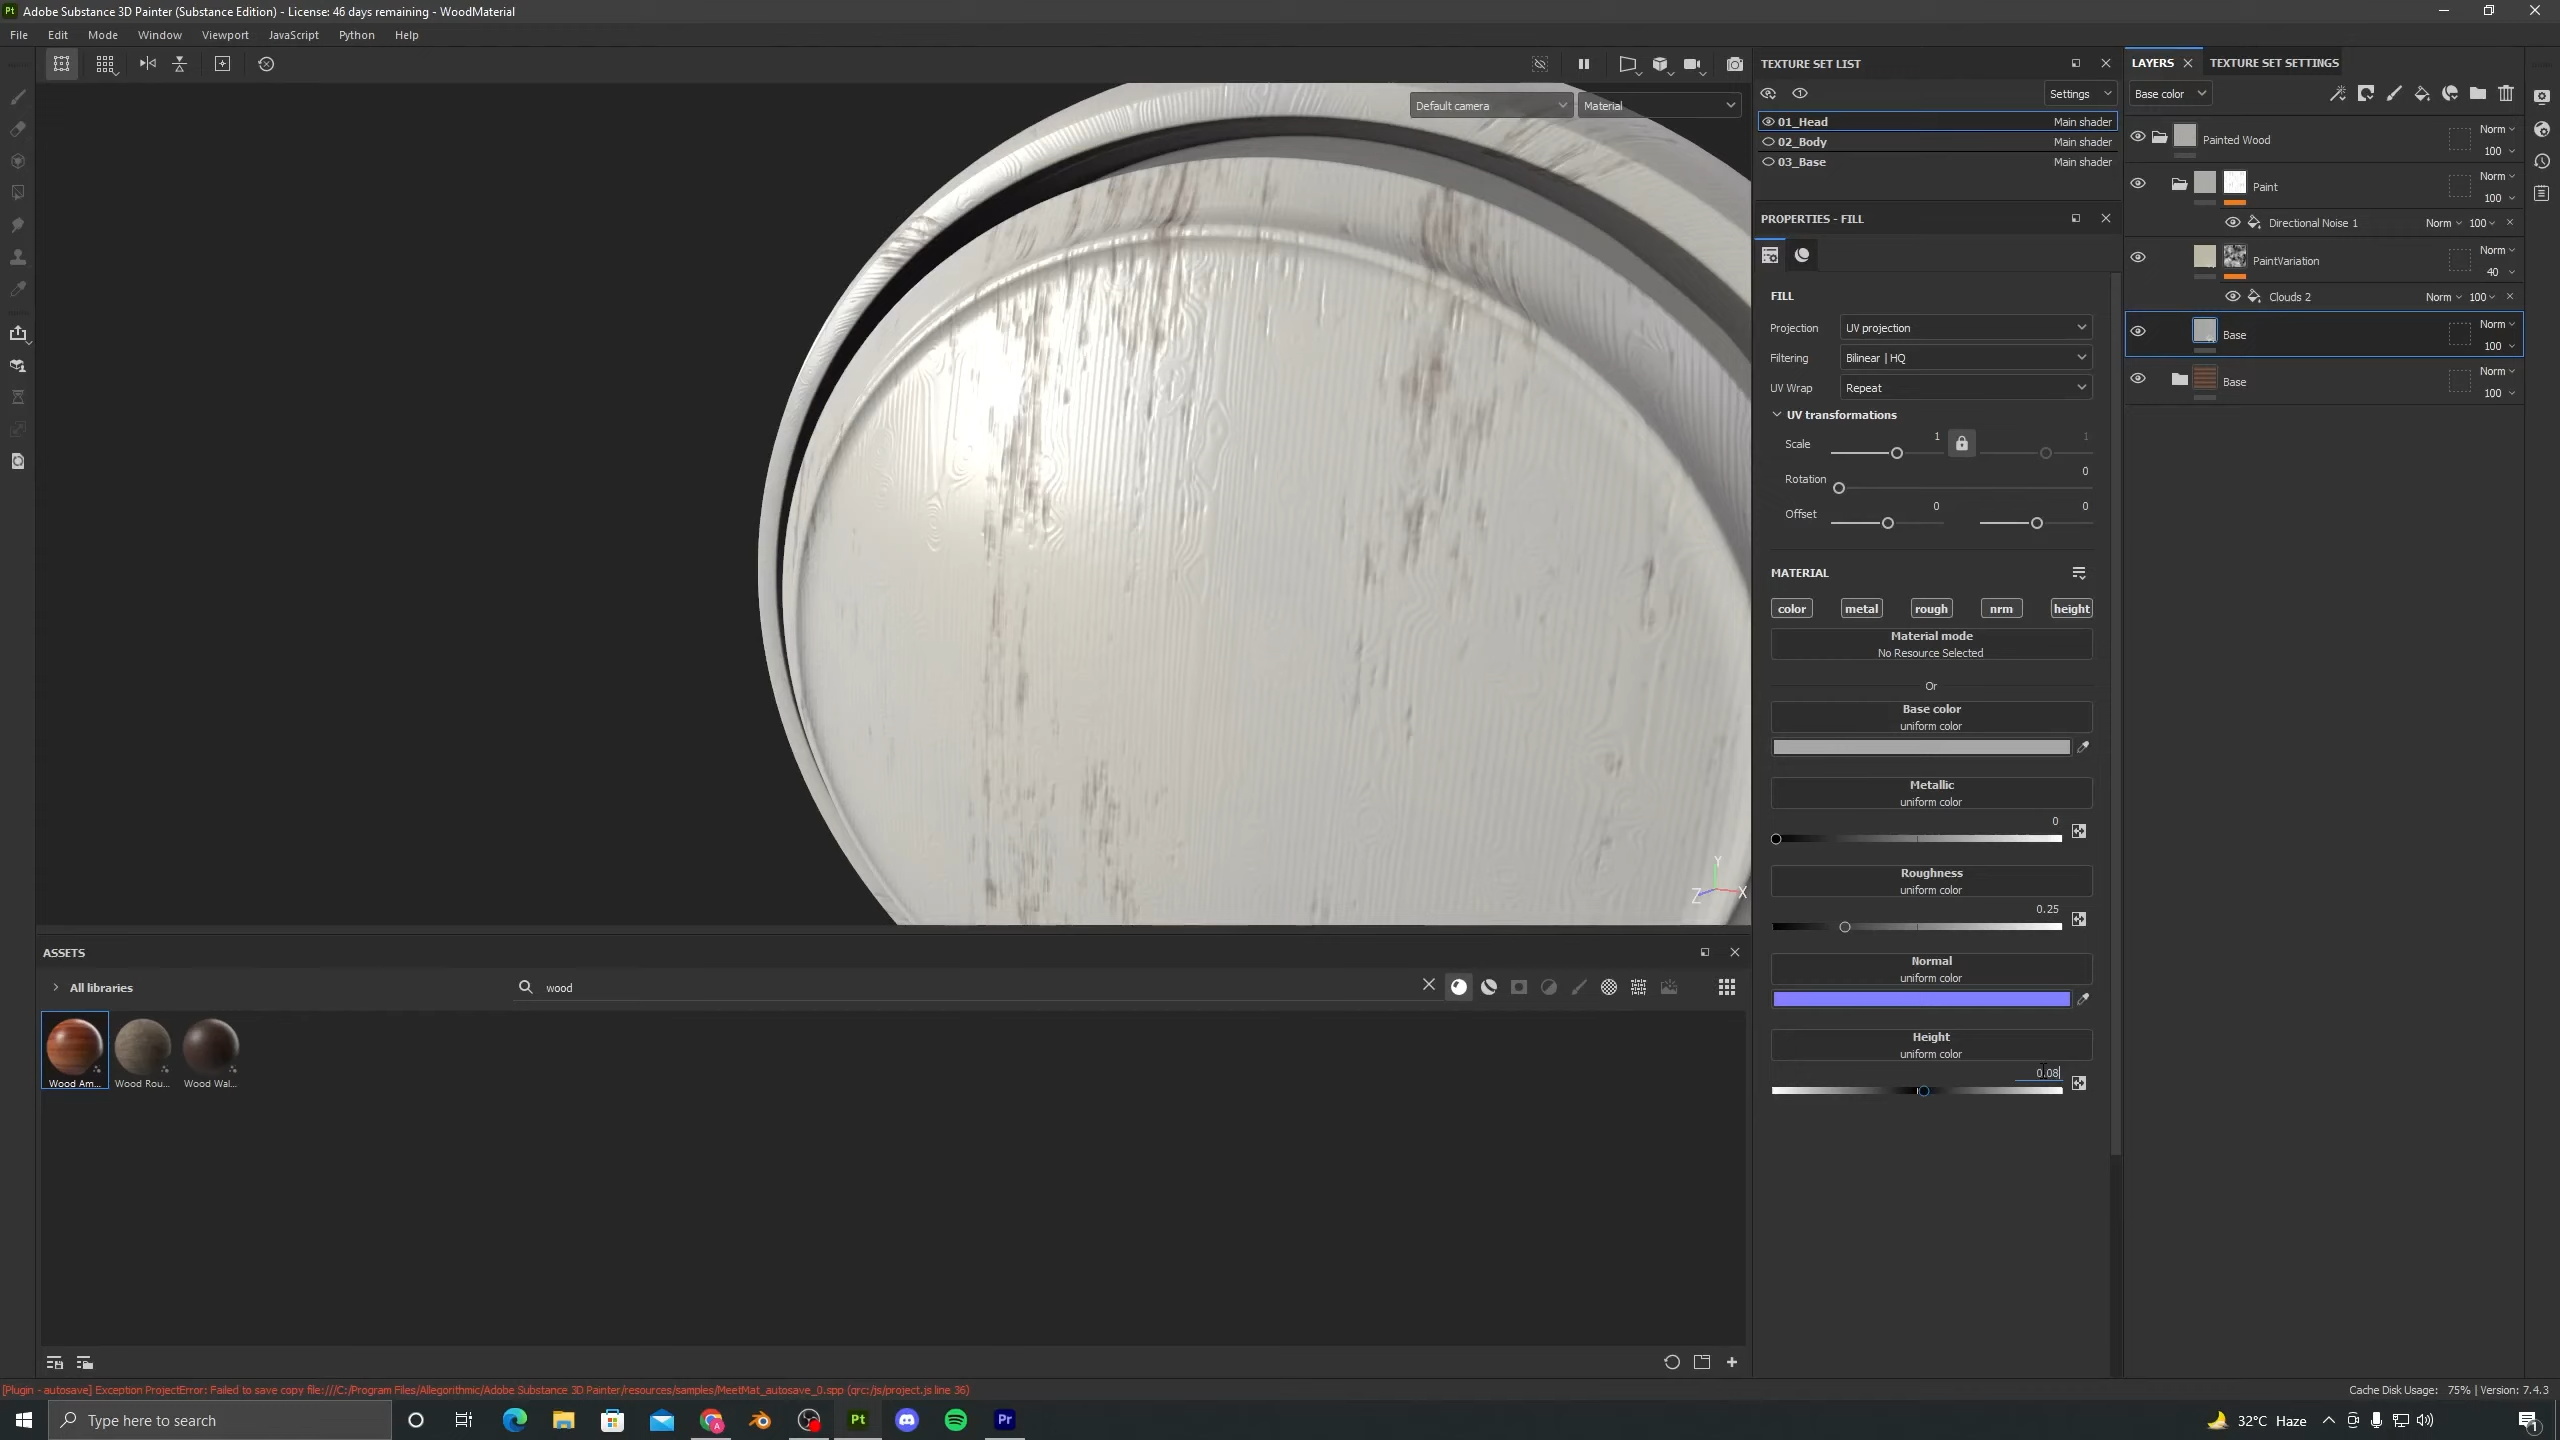 Adobe Substance 3D Painter (Substance Edition) - License: 46 days remaining - WoodMaterial
File Edit Mode Window Viewport JavaScript Python Help
Default camera
Material
TEXTURE SET LIST
Settings
01_Head Main shader
02_Body Main shader
03_Base Main shader
PROPERTIES - FILL
FILL
Projection UV projection
Filtering Bilinear | HQ
UV Wrap Repeat
UV transformations
Scale 1 1
Rotation 0
Offset 0 0
MATERIAL
color metal rough nrm height
Material mode
No Resource Selected
Or
Base color
uniform color
Metallic
uniform color
0
Roughness
uniform color
0.25
Normal
uniform color
Height
uniform color
0.08
LAYERS TEXTURE SET SETTINGS
Base color
Painted Wood Norm
100
Paint Norm
100
Directional Noise 1 Norm 100
PaintVariation Norm
40
Clouds 2 Norm 100
Base Norm
100
Base Norm
100
Y
Z X
ASSETS
All libraries
wood
Wood Am... Wood Rou... Wood Wal...
[Plugin - autosave] Exception ProjectError: Failed to save copy file:///C:/Program Files/Allegorithmic/Adobe Substance 3D Painter/resources/samples/MeetMat_autosave_0.spp (qrc:/js/project.js line 36)
Cache Disk Usage: 75% | Version: 7.4.3
Type here to search
Pt
Pr
32°C Haze
1